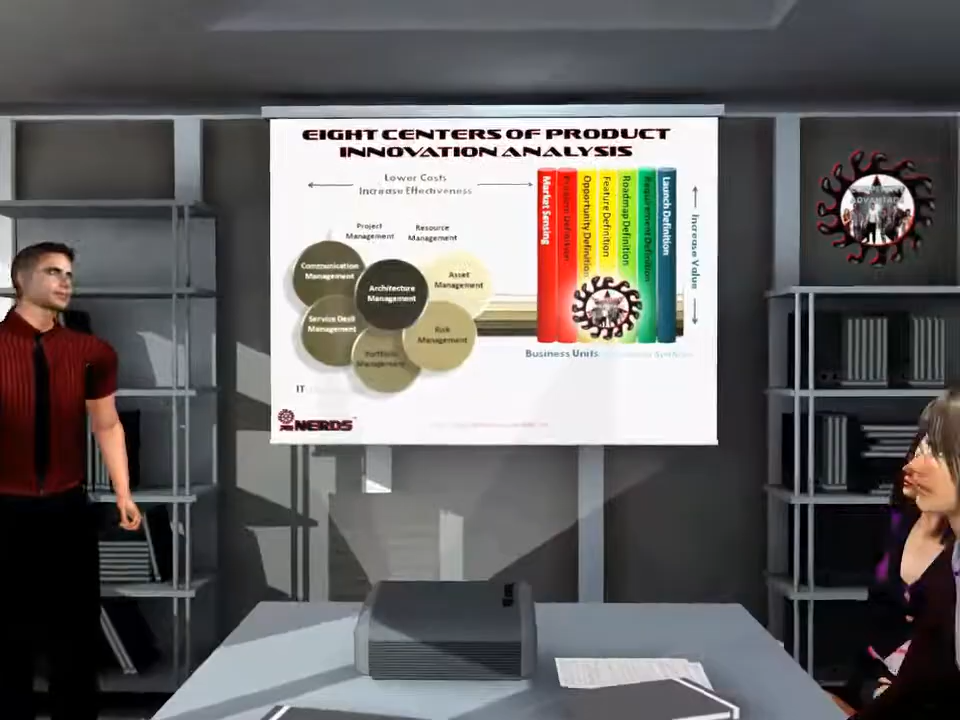 EIGHT CENTERS OF PRODUCT
INNOVATION ANALYSIS
Lower Costs
Increase Effectiveness
Project
Management
Resource
Management
Communication
Management
Architecture
Management
Asset
Management
Service Desk
Management
Risk
Management
Portfolio
Management
IT
Market Sensing
Problem Definition
Opportunity Definition
Feature Definition
Roadmap Definition
Requirement Definition
Launch Definition
Increase Value
Business Units
NERDS
ADVANTAGE